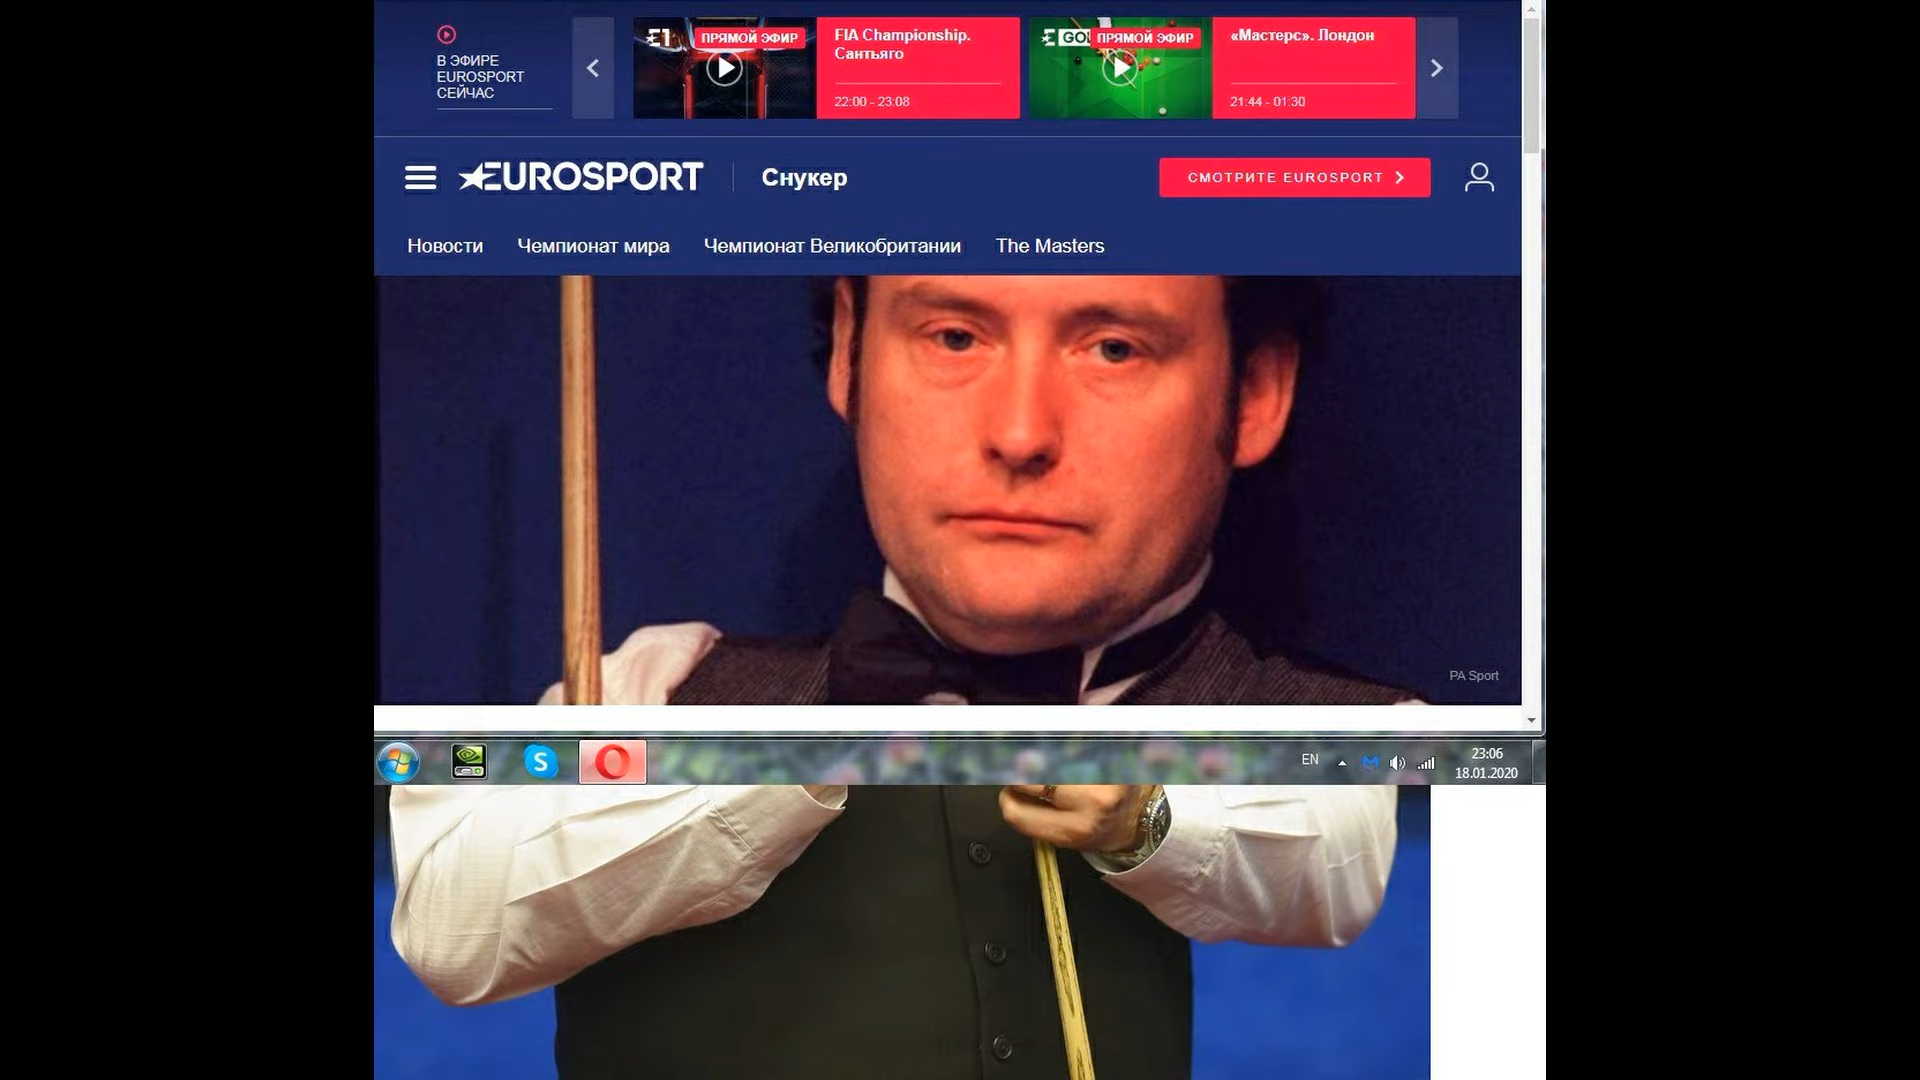 В ЭФИРЕ
EUROSPORT
СЕЙЧАС
E1
ПРЯМОЙ ЭФИР
FIA Championship.
Сантьяго
22:00 - 23:08
ПРЯМОЙ ЭФИР
«Мастерс». Лондон
21:44 - 01:30
EUROSPORT
Снукер
СМОТРИТЕ EUROSPORT
Новости Чемпионат мира Чемпионат Великобритании The Masters
PA Sport
S
EN
23:06
18.01.2020